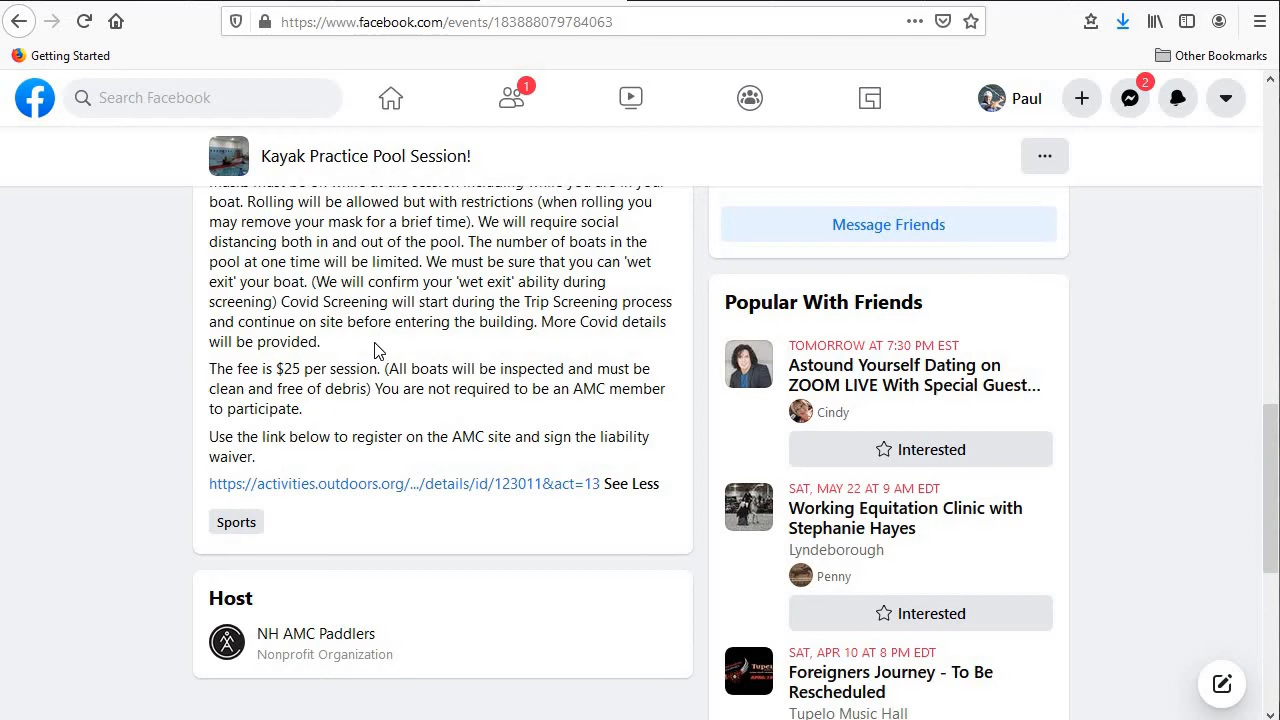 https://www.facebook.com/events/183888079784063
Getting Started
Other Bookmarks
Search Facebook
1
Paul
2
Kayak Practice Pool Session!
masks must be on while at the session including while you are in your
boat. Rolling will be allowed but with restrictions (when rolling you
may remove your mask for a brief time). We will require social
distancing both in and out of the pool. The number of boats in the
pool at one time will be limited. We must be sure that you can 'wet
exit' your boat. (We will confirm your 'wet exit' ability during
screening) Covid Screening will start during the Trip Screening process
and continue on site before entering the building. More Covid details
will be provided.
The fee is $25 per session. (All boats will be inspected and must be
clean and free of debris) You are not required to be an AMC member
to participate.
Use the link below to register on the AMC site and sign the liability
waiver.
https://activities.outdoors.org/.../details/id/123011&act=13 See Less
Sports
Host
NH AMC Paddlers
Nonprofit Organization
Message Friends
Popular With Friends
TOMORROW AT 7:30 PM EST
Astound Yourself Dating on
ZOOM LIVE With Special Guest...
Cindy
Interested
SAT, MAY 22 AT 9 AM EDT
Working Equitation Clinic with
Stephanie Hayes
Lyndeborough
Penny
Interested
SAT, APR 10 AT 8 PM EDT
Foreigners Journey - To Be
Rescheduled
Tupelo Music Hall